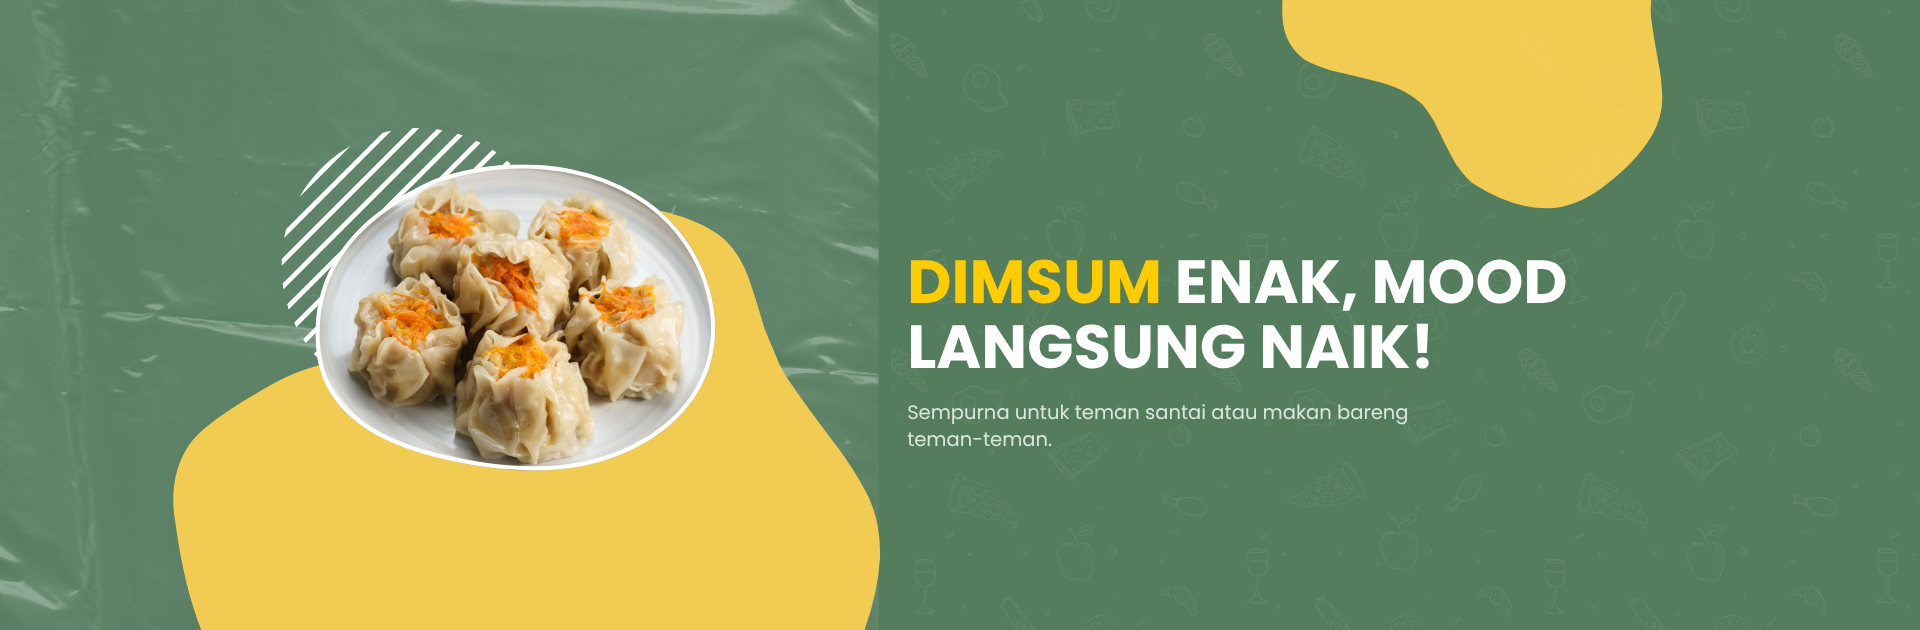 DIMSUM ENAK, MOOD
LANGSUNG NAIK!
Sempurna untuk teman santai atau makan bareng
teman-teman.